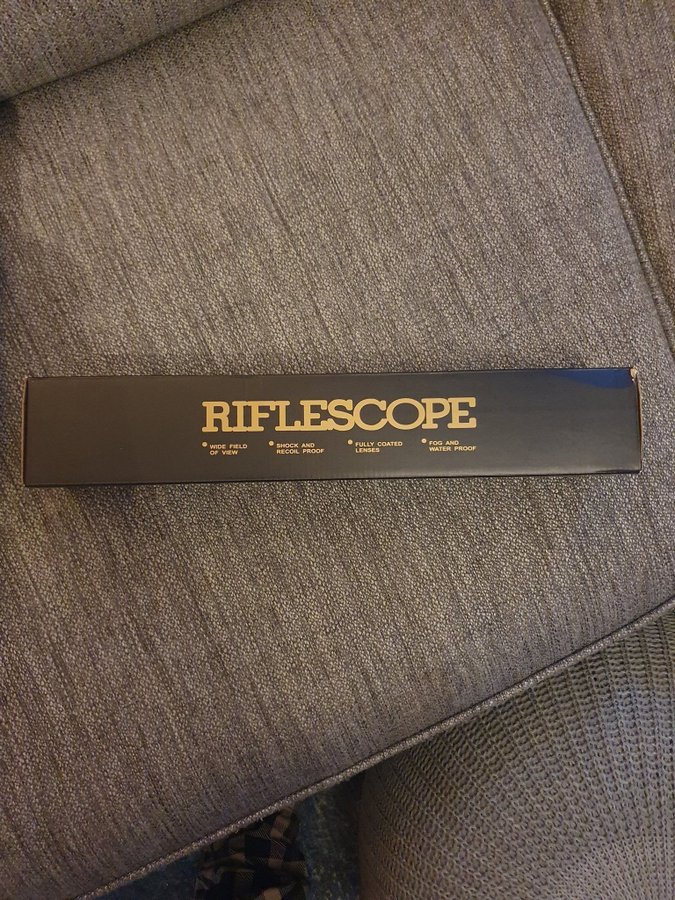 RIFLESCOPE
WIDE FIELD
OF VIEW
SHOCK AND
RECOIL PROOF
FULLY COATED
LENSES
FOG AND
WATER PROOF